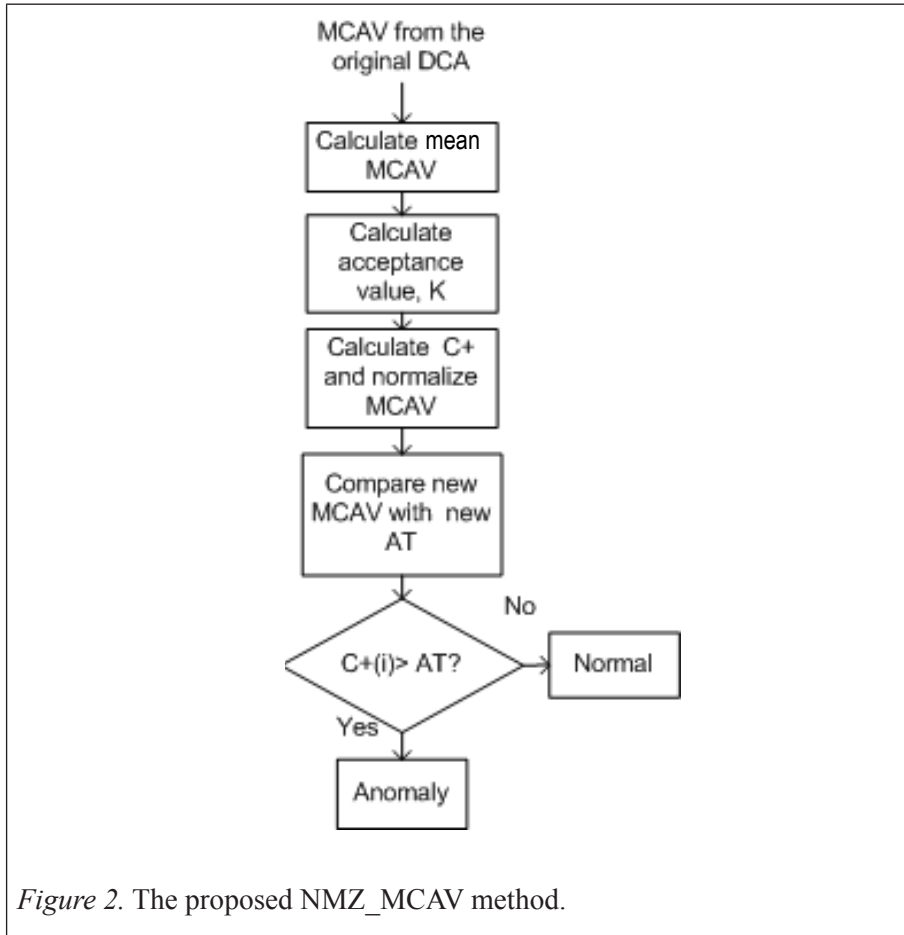 MCAV from the
original DCA
Calculate mean
MCAV
Calculate
acceptance
value, K
Calculate C+
and normalize
MCAV
Compare new
MCAV with new
AT
C+(i)> AT?
No
Normal
Yes
Anomaly
Figure 2. The proposed NMZ_MCAV method.